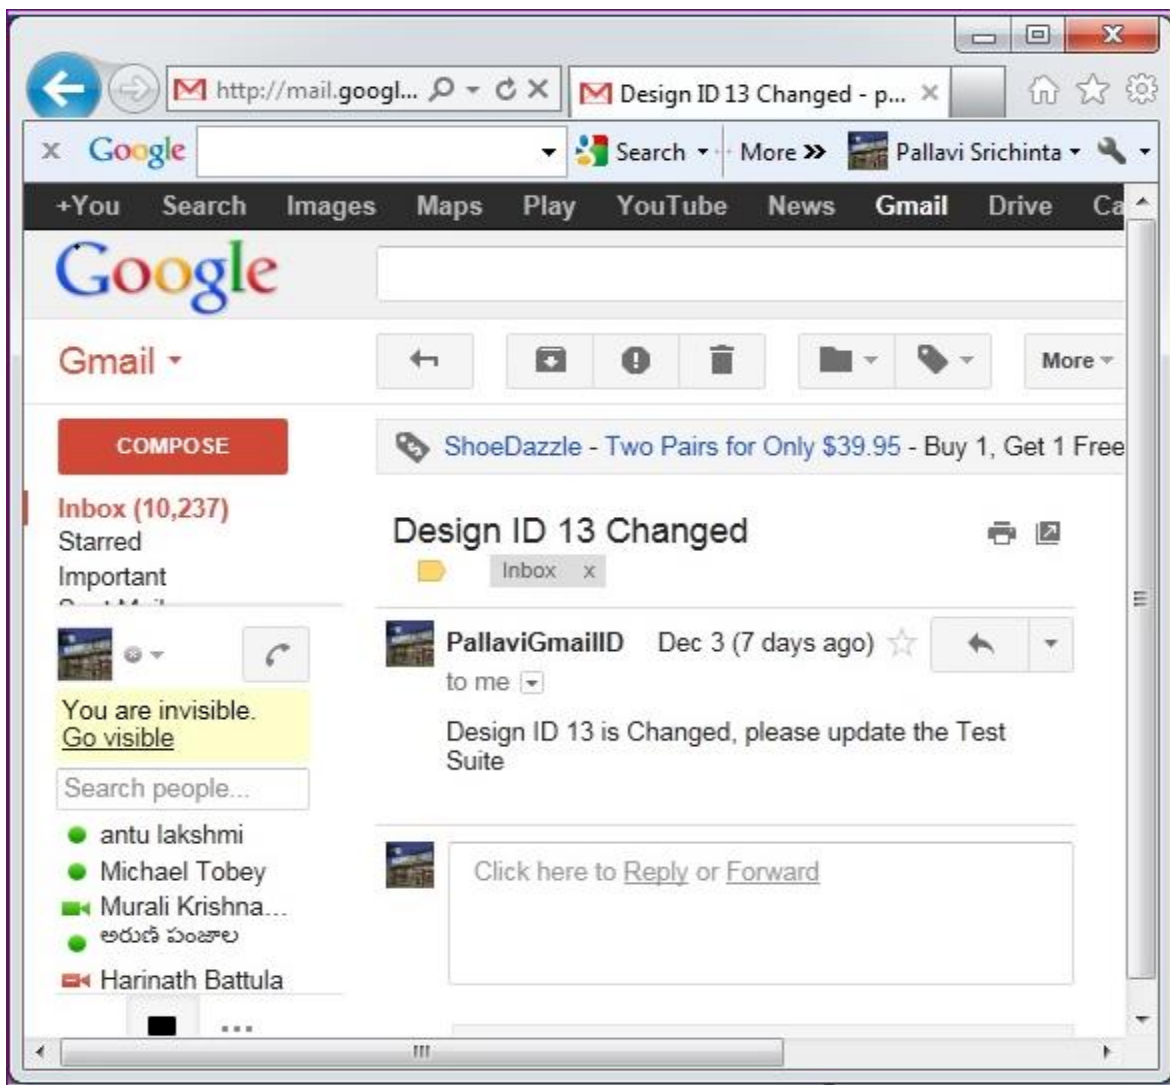 http://mail.googl...
Design ID 13 Changed - p...
Google
Search
More
Pallavi Srichinta
+You Search Images Maps Play YouTube News Gmail Drive Ca
Google
Gmail
More
COMPOSE
ShoeDazzle - Two Pairs for Only $39.95 - Buy 1, Get 1 Free
Inbox (10,237)
Starred
Important
Design ID 13 Changed
Inbox x
PallaviGmailID Dec 3 (7 days ago)
to me
Design ID 13 is Changed, please update the Test
Suite
You are invisible.
Go visible
Search people...
antu lakshmi
Michael Tobey
Murali Krishna...
అరుణ్ పంజాల
Harinath Battula
Click here to Reply or Forward